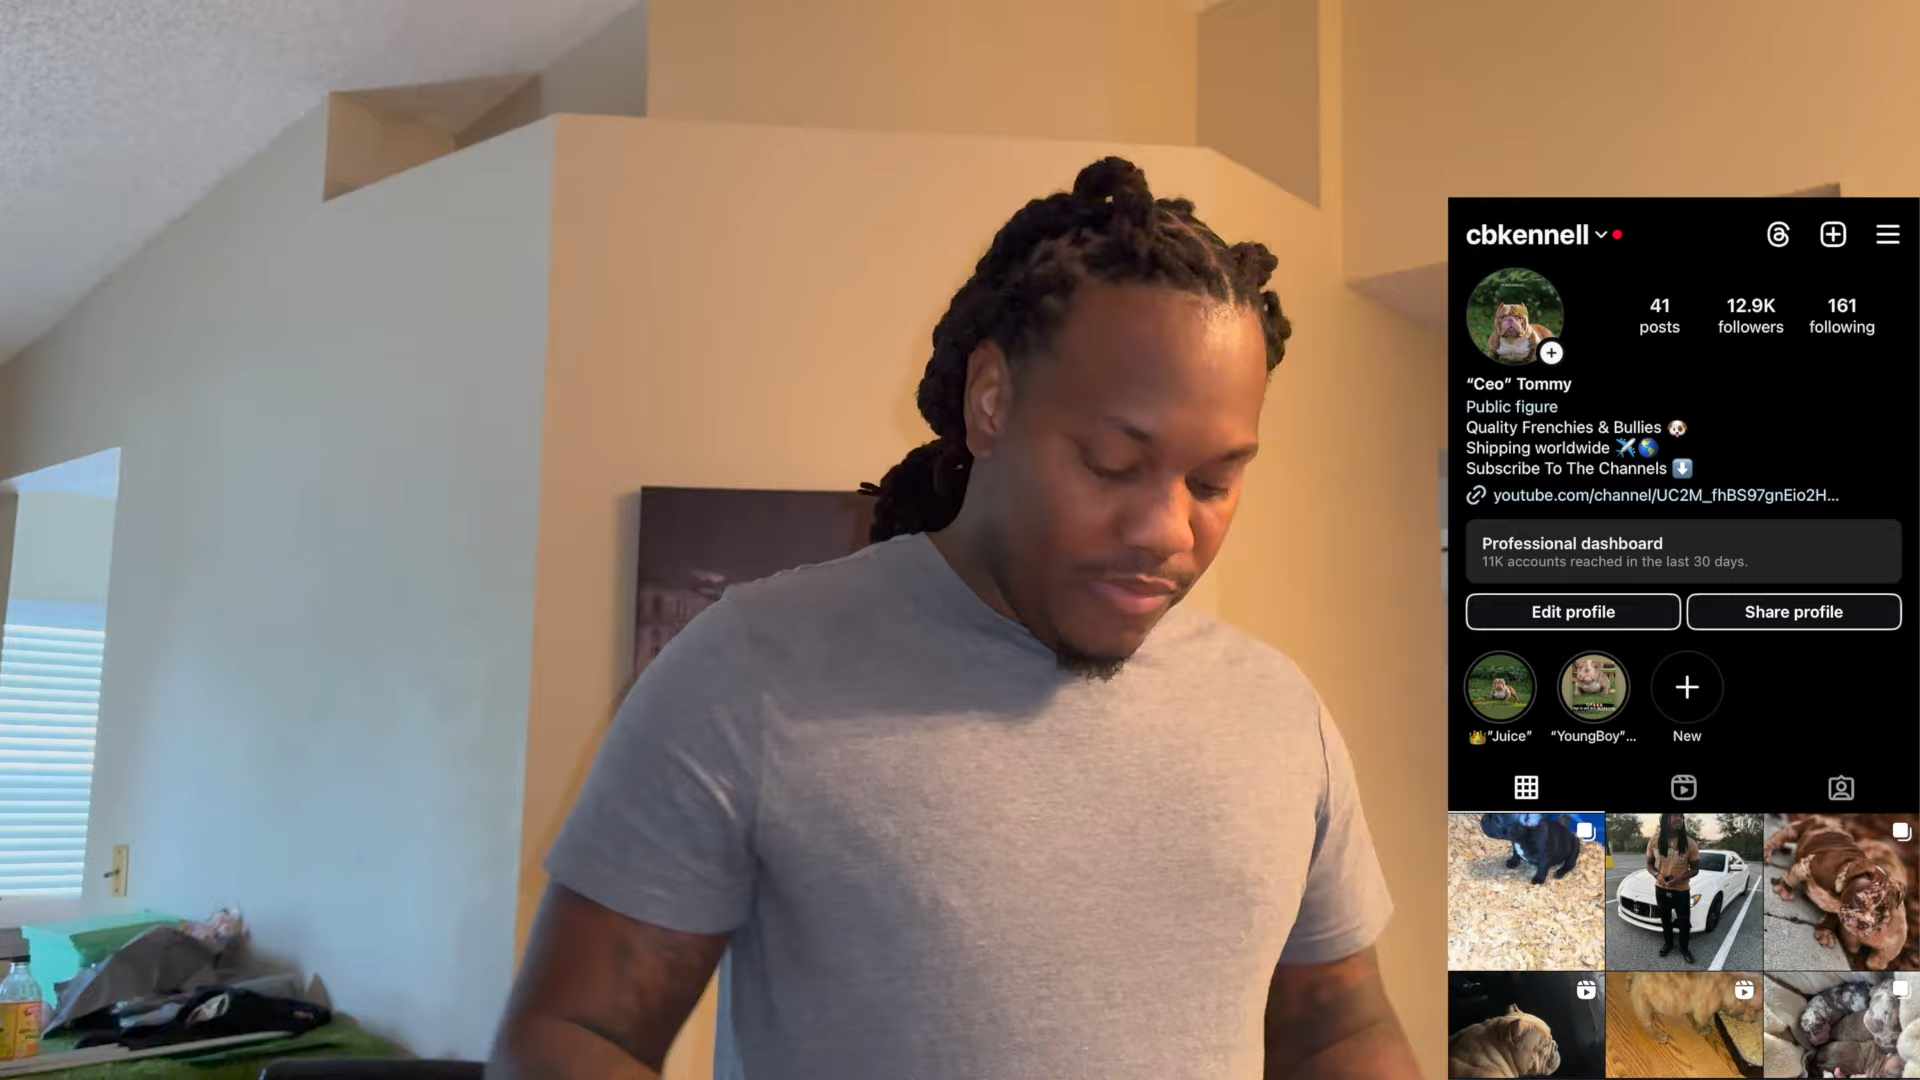 cbkennell
41 posts
12.9K followers
161 following
“Ceo” Tommy
Public figure
Quality Frenchies & Bullies 🐶
Shipping worldwide ✈️🌎
Subscribe To The Channels ⬇️
youtube.com/channel/UC2M_fhBS97gnEio2H...
Professional dashboard
11K accounts reached in the last 30 days.
Edit profile
Share profile
👑“Juice”
“YoungBoy”...
New